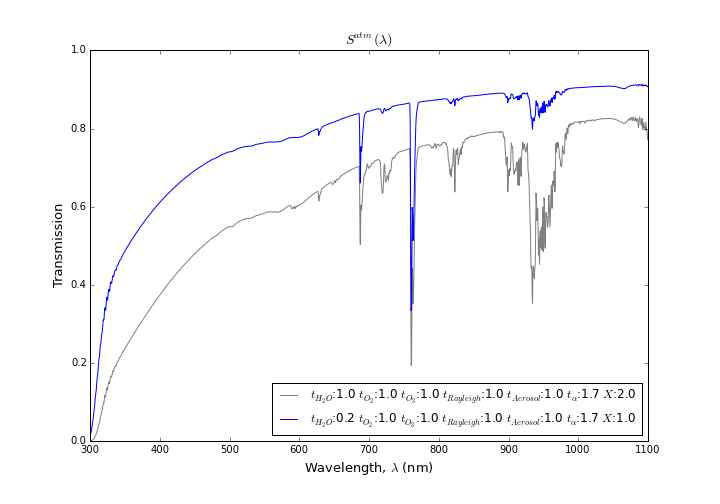 S^{atm}(λ)
1.0
0.8
0.6
0.4
0.2
0.0
Transmission
300 400 500 600 700 800 900 1000 1100
Wavelength, λ (nm)
t_{H_2O}:1.0 t_{O_2}:1.0 t_{O_3}:1.0 t_{Rayleigh}:1.0 t_{Aerosol}:1.0 t_α:1.7 X:2.0
t_{H_2O}:0.2 t_{O_2}:1.0 t_{O_3}:1.0 t_{Rayleigh}:1.0 t_{Aerosol}:1.0 t_α:1.7 X:1.0